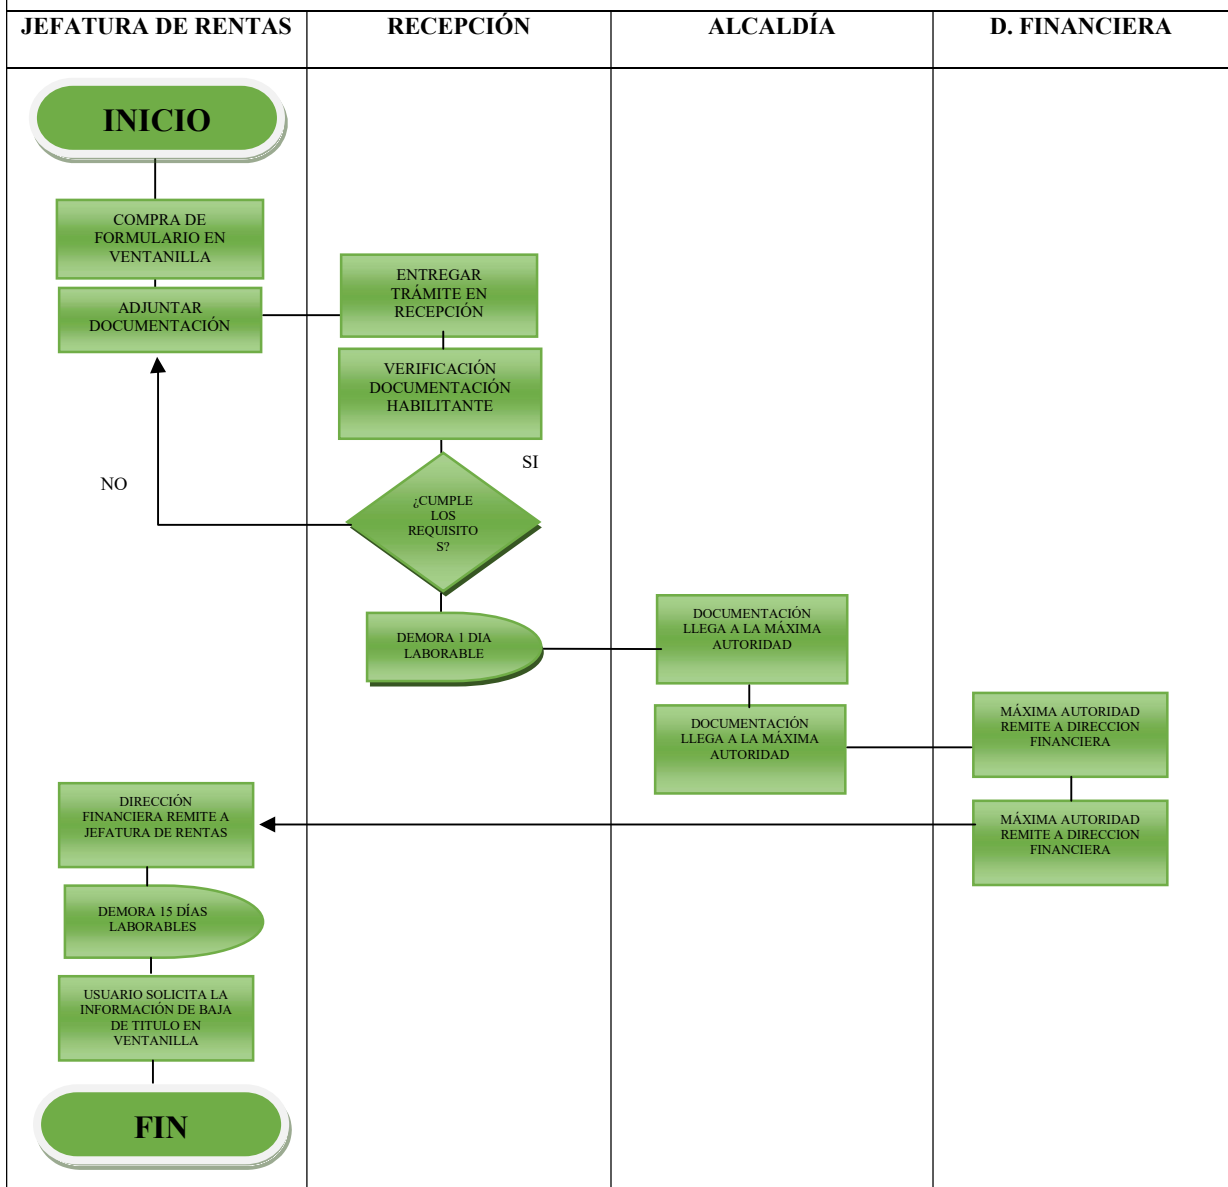 JEFATURA DE RENTAS
RECEPCIÓN
ALCALDÍA
D. FINANCIERA
INICIO
COMPRA DE
FORMULARIO EN
VENTANILLA
ADJUNTAR
DOCUMENTACIÓN
ENTREGAR
TRÁMITE EN
RECEPCIÓN
VERIFICACIÓN
DOCUMENTACIÓN
HABILITANTE
SI
NO
¿CUMPLE
LOS
REQUISITO
S?
DEMORA 1 DIA
LABORABLE
DOCUMENTACIÓN
LLEGA A LA MÁXIMA
AUTORIDAD
DOCUMENTACIÓN
LLEGA A LA MÁXIMA
AUTORIDAD
MÁXIMA AUTORIDAD
REMITE A DIRECCION
FINANCIERA
MÁXIMA AUTORIDAD
REMITE A DIRECCION
FINANCIERA
DIRECCIÓN
FINANCIERA REMITE A
JEFATURA DE RENTAS
DEMORA 15 DÍAS
LABORABLES
USUARIO SOLICITA LA
INFORMACIÓN DE BAJA
DE TITULO EN
VENTANILLA
FIN